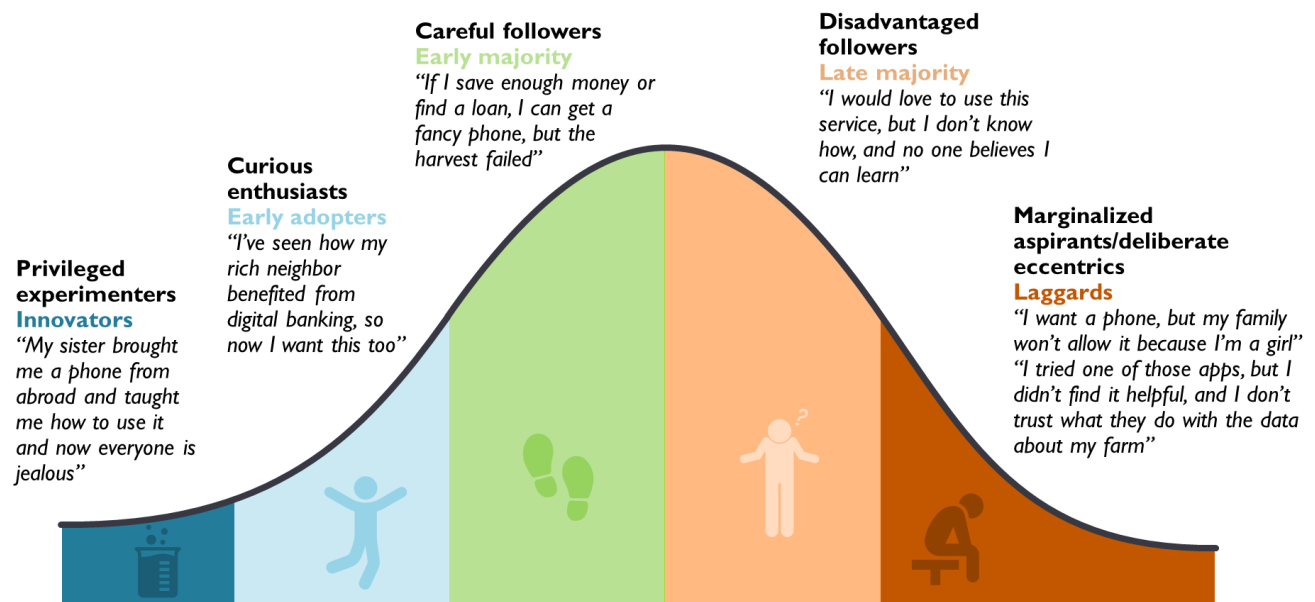 Privileged
experimenters
Innovators
“My sister brought
me a phone from
abroad and taught
me how to use it
and now everyone is
jealous”
Curious
enthusiasts
Early adopters
“I’ve seen how my
rich neighbor
benefited from
digital banking, so
now I want this too”
Careful followers
Early majority
“If I save enough money or
find a loan, I can get a
fancy phone, but the
harvest failed”
Disadvantaged
followers
Late majority
“I would love to use this
service, but I don’t know
how, and no one believes I
can learn”
Marginalized
aspirants/deliberate
eccentrics
Laggards
“I want a phone, but my family
won’t allow it because I’m a girl”
“I tried one of those apps, but I
didn’t find it helpful, and I don’t
trust what they do with the data
about my farm”
?